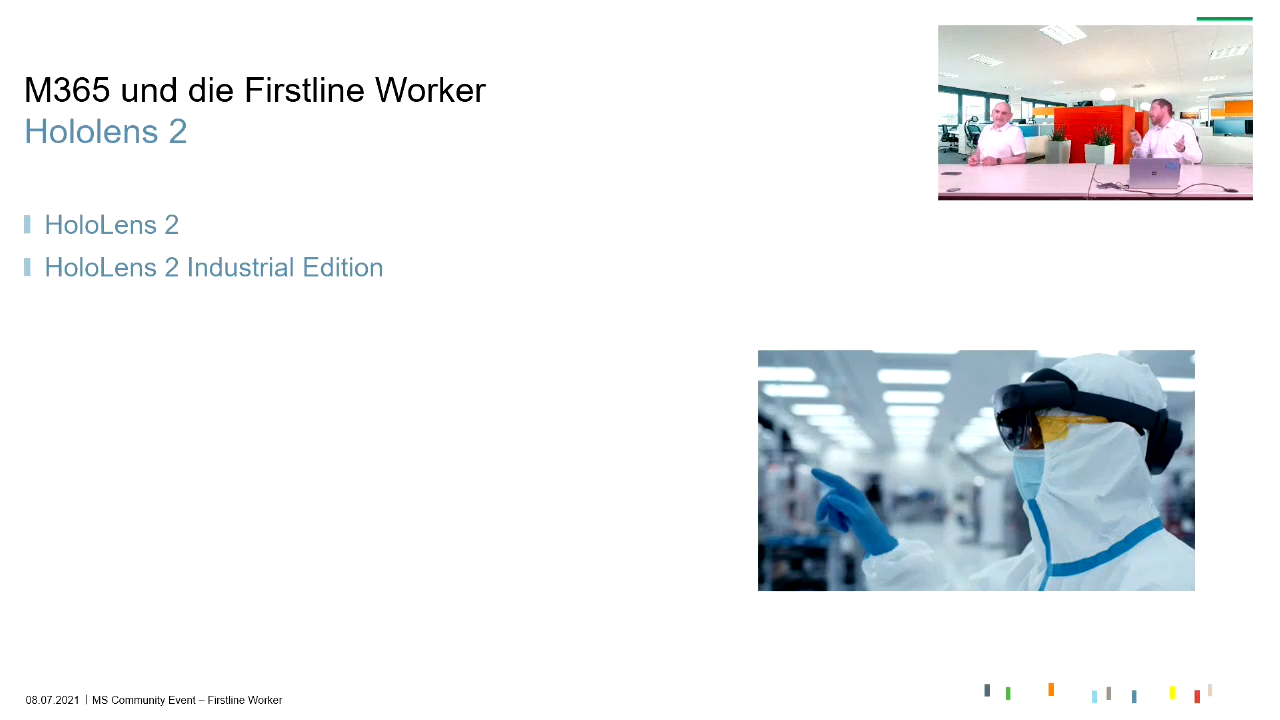 M365 und die Firstline Worker
Hololens 2
HoloLens 2
HoloLens 2 Industrial Edition
08.07.2021 | MS Community Event – Firstline Worker